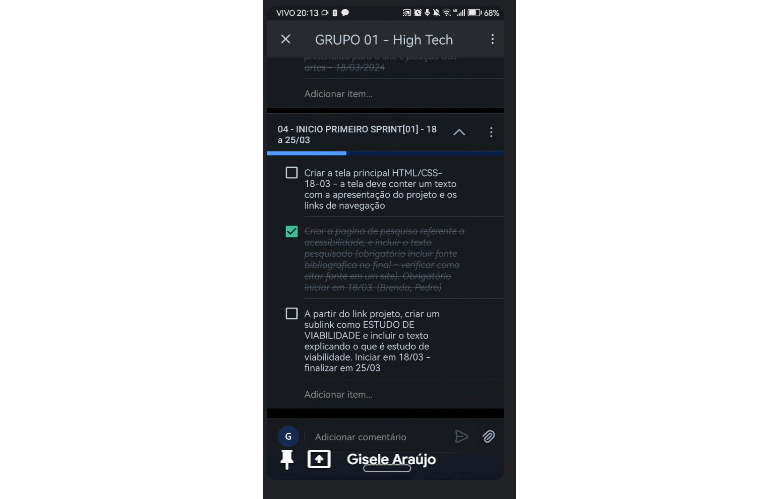 VIVO 20:13
68%
GRUPO 01 - High Tech
artes - 18/03/2024
Adicionar item...
04 - INICIO PRIMEIRO SPRINT[01] - 18
a 25/03
Criar a tela principal HTML/CSS-
18-03 - a tela deve conter um texto
com a apresentação do projeto e os
links de navegação
Criar a pagina de pesquisa referente a
acessibilidade, e incluir o texto
pesquisado (obrigatório incluir fonte
bibliografica no final - verificar como
citar fonte em um site). Obrigatório
iniciar em 18/03. (Brenda, Pedro)
A partir do link projeto, criar um
sublink como ESTUDO DE
VIABILIDADE e incluir o texto
explicando o que é estudo de
viabilidade. Iniciar em 18/03 -
finalizar em 25/03
Adicionar item...
G
Adicionar comentário
Gisele Araújo